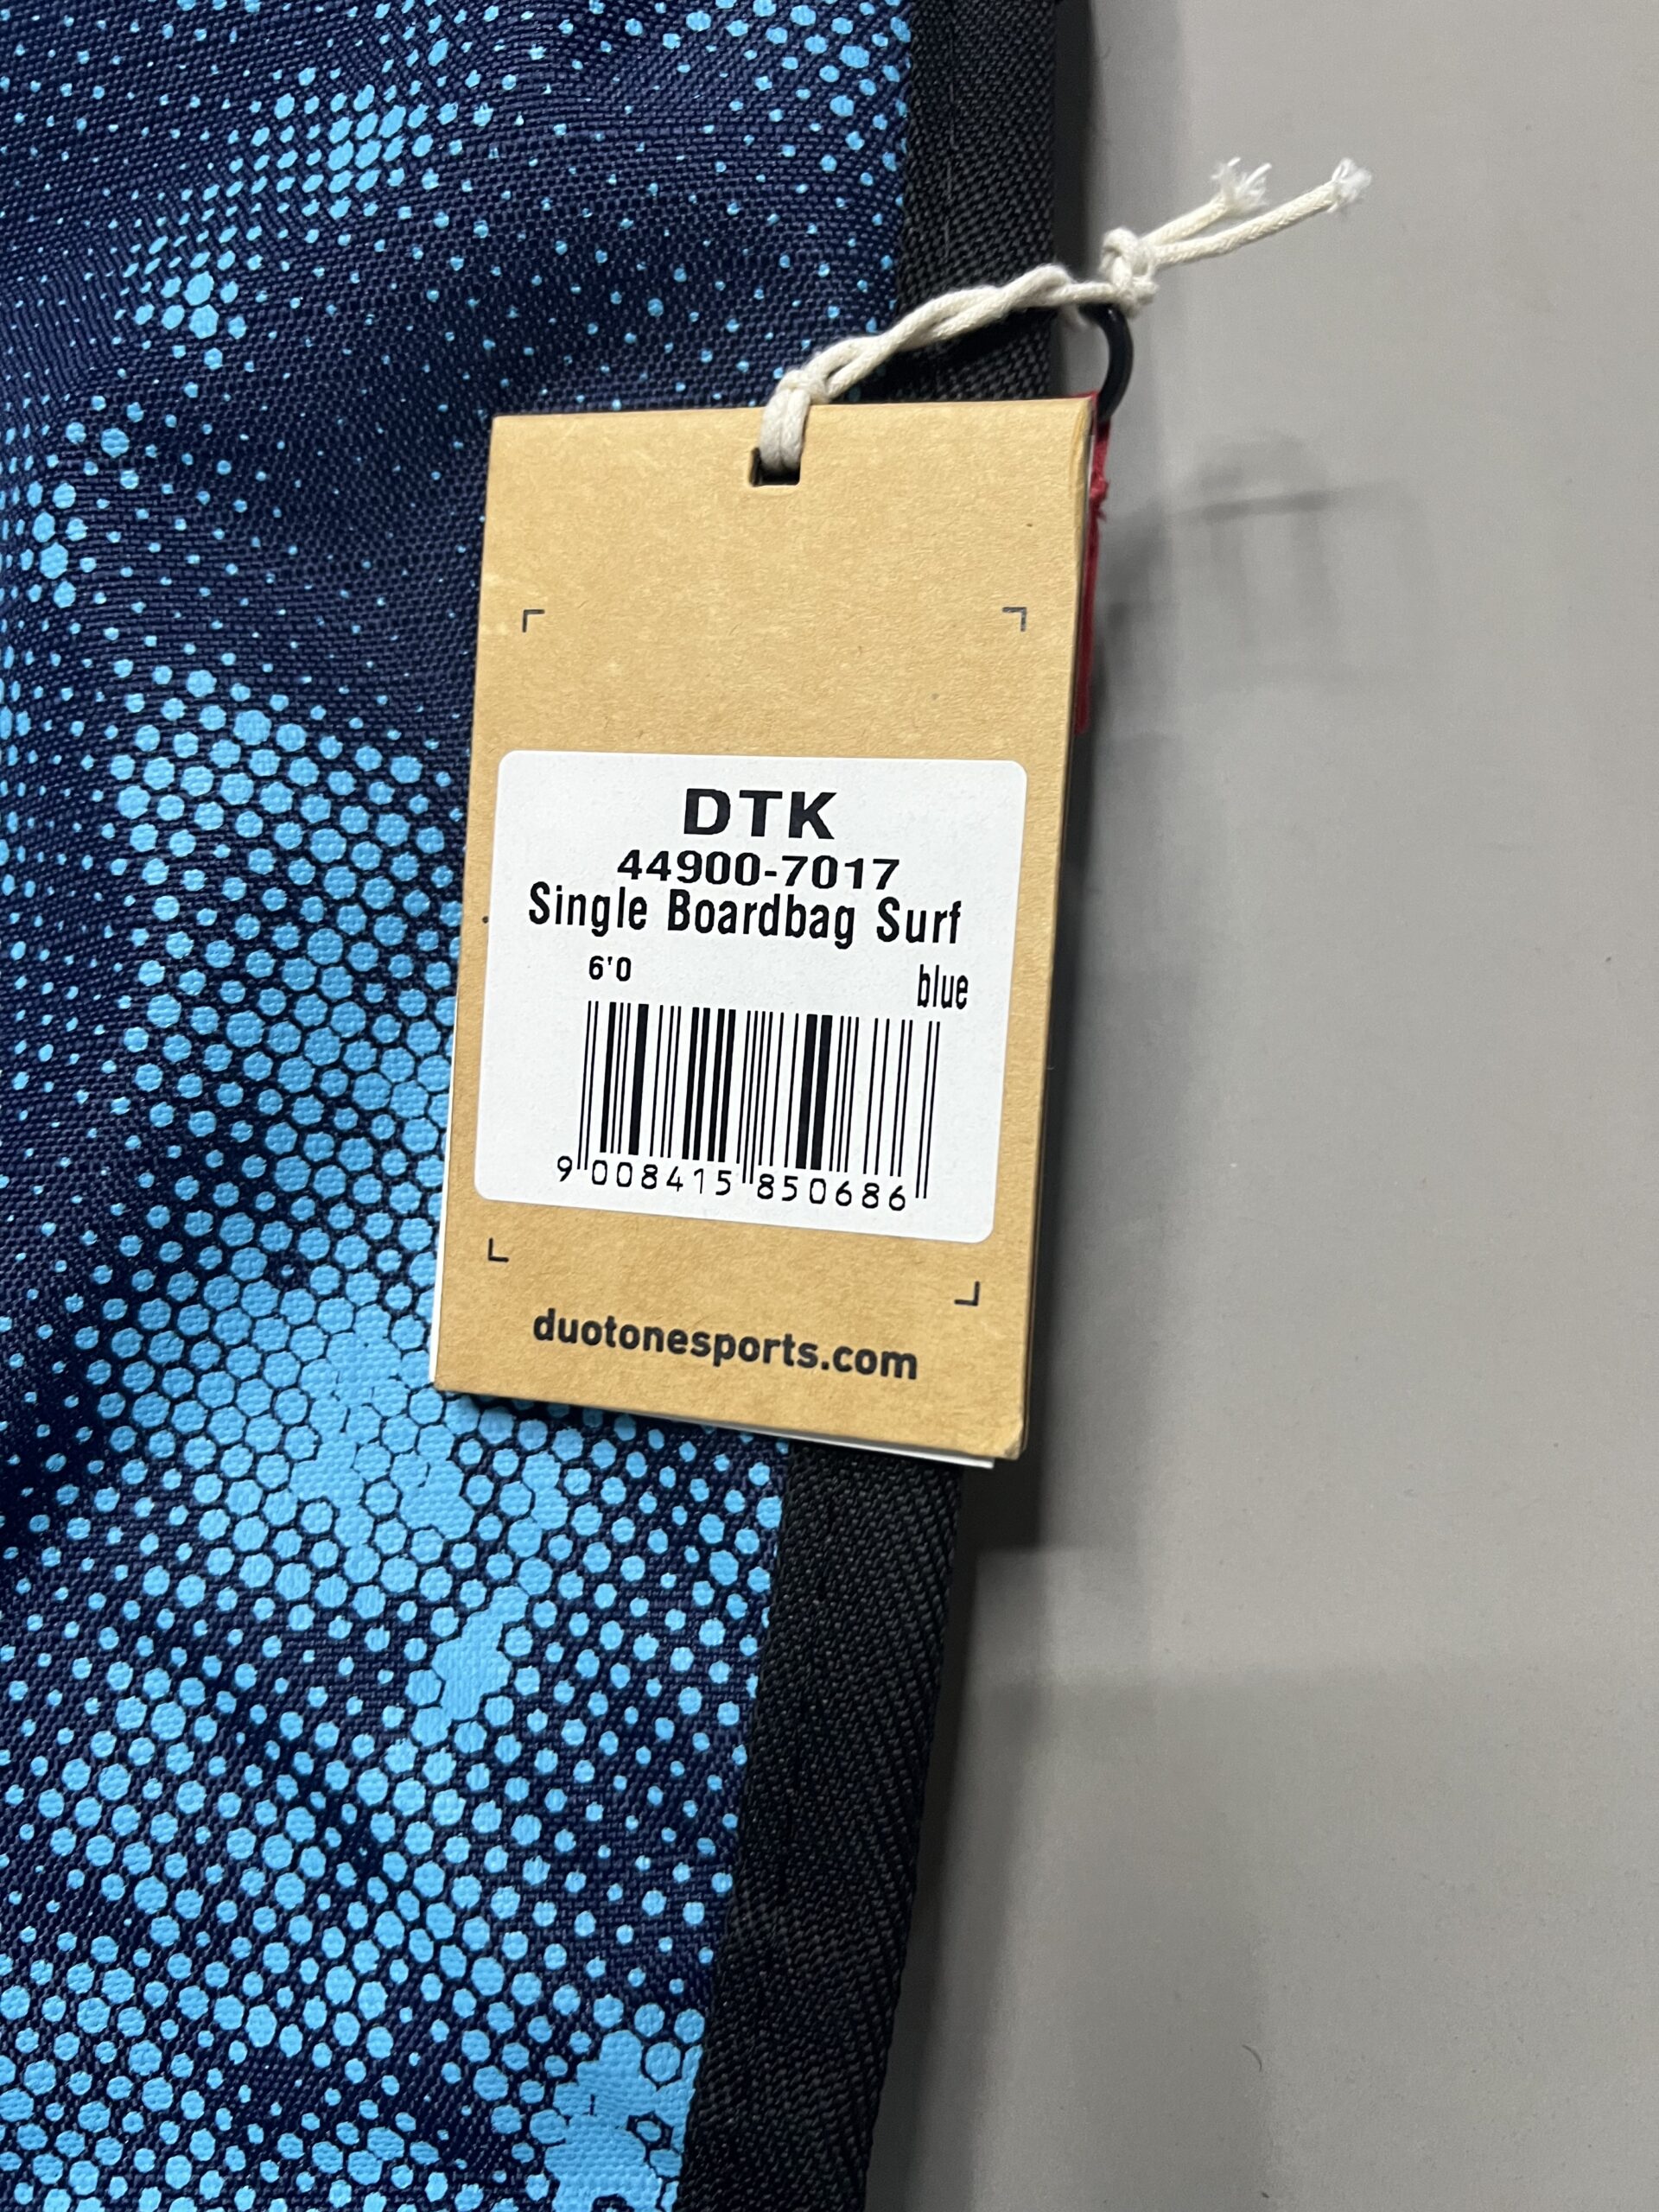 DTK
44900-7017
Single Boardbag Surf
6'0 blue
9 008415 850686
duotonesports.com